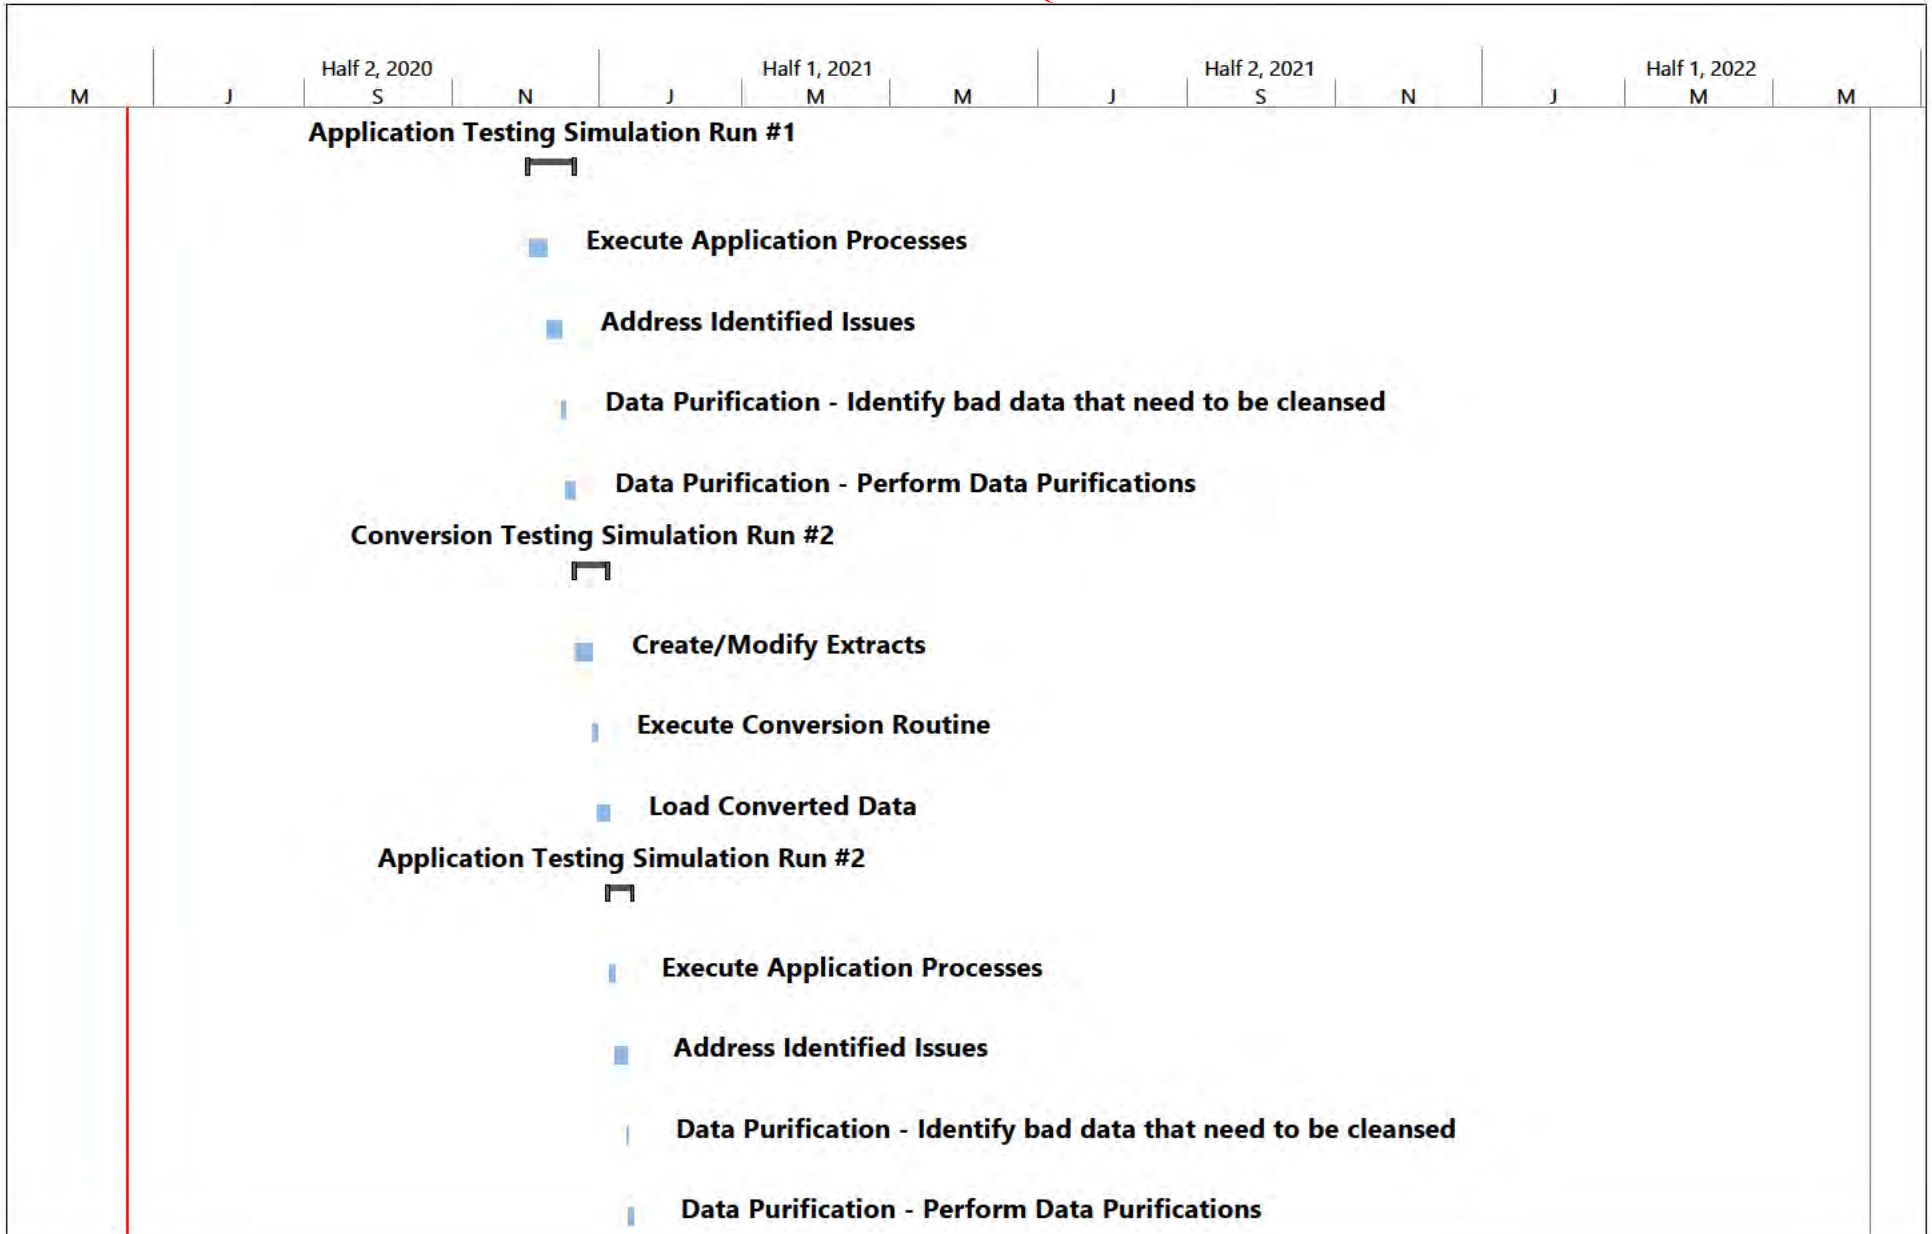 Half 2, 2020 Half 1, 2021 Half 2, 2021 Half 1, 2022
M J S N J M M J S N J M M
Application Testing Simulation Run #1
Execute Application Processes
Address Identified Issues
Data Purification - Identify bad data that need to be cleansed
Data Purification - Perform Data Purifications
Conversion Testing Simulation Run #2
Create/Modify Extracts
Execute Conversion Routine
Load Converted Data
Application Testing Simulation Run #2
Execute Application Processes
Address Identified Issues
Data Purification - Identify bad data that need to be cleansed
Data Purification - Perform Data Purifications